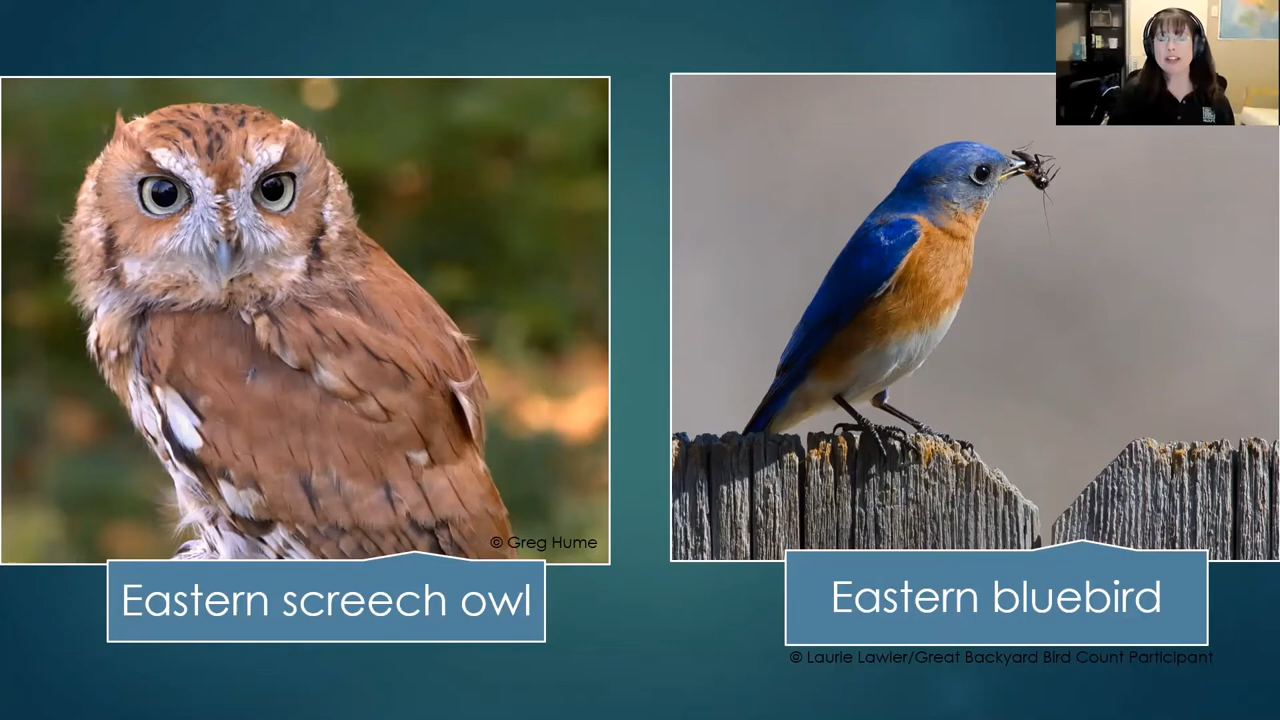 © Greg Hume
Eastern screech owl
Eastern bluebird
© Laurie Lawler/Great Backyard Bird Count Participant